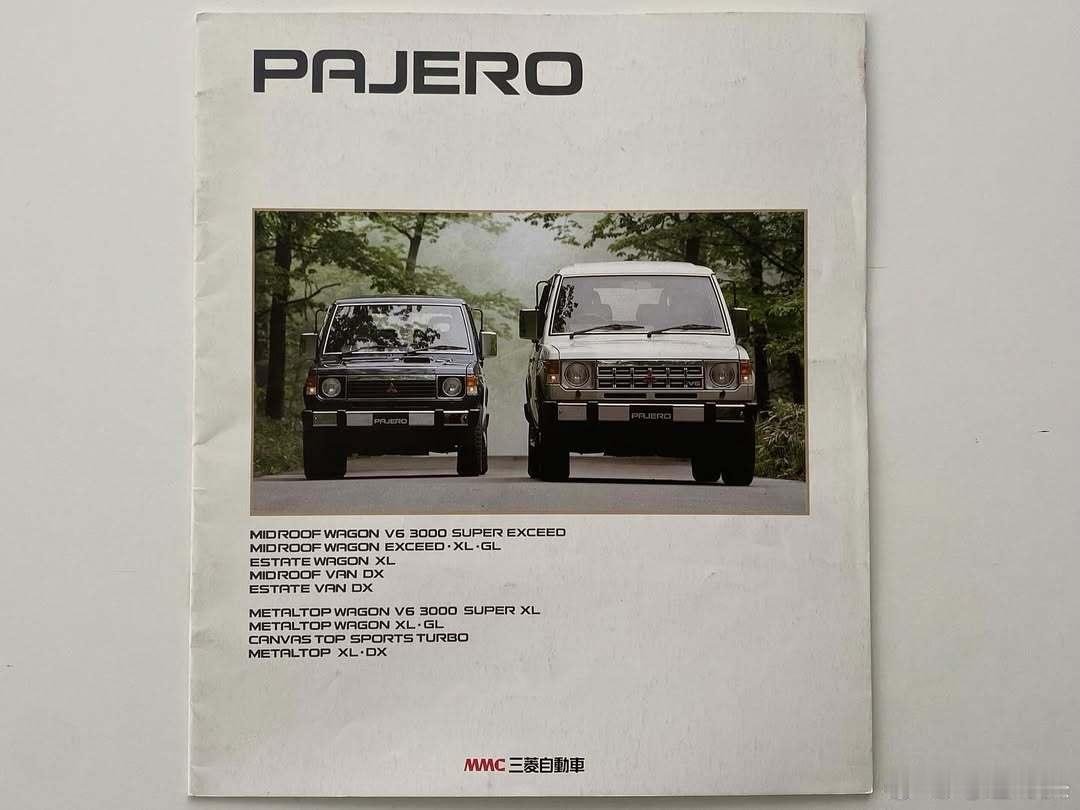 PAJERO
V6
PAJERO
PAJERO
MIDROOF WAGON V6 3000 SUPER EXCEED
MIDROOF WAGON EXCEED・XL・GL
ESTATE WAGON XL
MIDROOF VAN DX
ESTATE VAN DX
METALTOP WAGON V6 3000 SUPER XL
METALTOP WAGON XL・GL
CANVAS TOP SPORTS TURBO
METALTOP XL・DX
MMC 三菱自動車